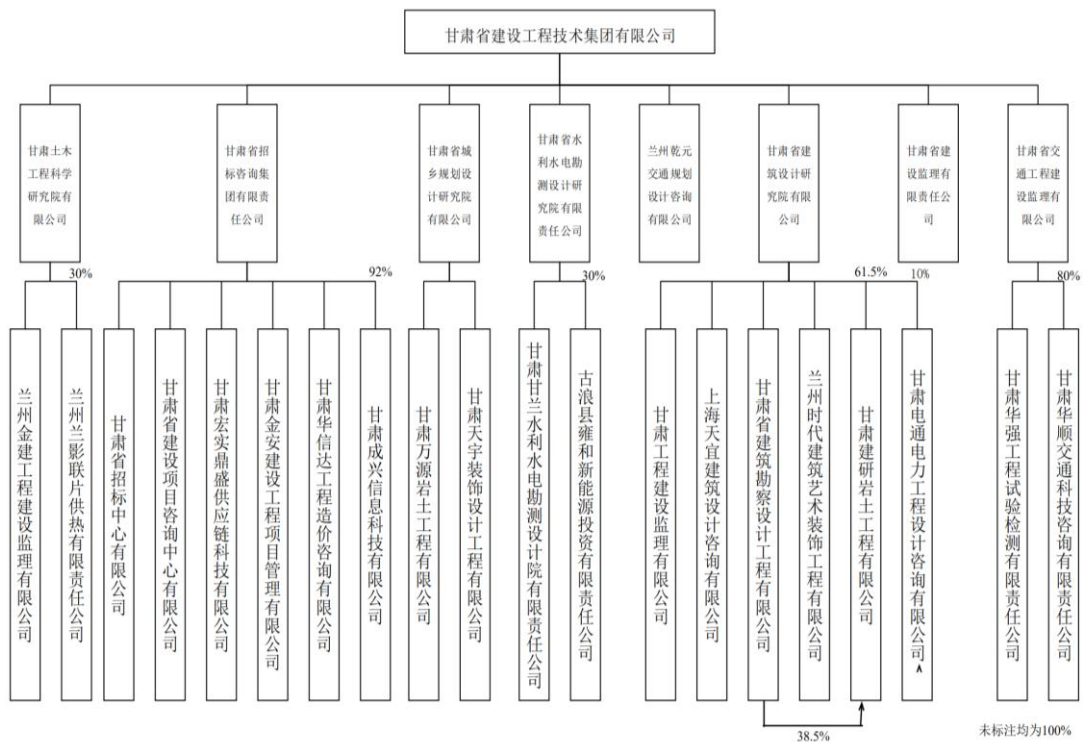 甘肃省建设工程技术集团有限公司
甘肃土木
工程科学
研究院有
限公司
甘肃省招
标咨询集
团有限责
任公司
甘肃省城
乡规划设
计研究院
有限公司
甘肃省水
利水电勘
测设计研
究院有限
责任公司
兰州乾元
交通规划
设计咨询
有限公司
甘肃省建
筑设计研
究院有限
公司
甘肃省建
设监理有
限责任公
司
甘肃省交
通工程建
设监理有
限公司
30%
92%
30%
61.5%
10%
80%
兰州金建工程建设监理有限公司
兰州兰影联片供热有限责任公司
甘肃省招标中心有限公司
甘肃省建设项目咨询中心有限公司
甘肃宏实鼎盛供应链科技有限公司
甘肃金安建设工程项目管理有限公司
甘肃华信达工程造价咨询有限公司
甘肃成兴信息科技有限公司
甘肃万源岩土工程有限公司
甘肃天宇装饰设计工程有限公司
甘肃甘兰水利水电勘测设计院有限责任公司
古浪县雍和新能源投资有限责任公司
甘肃工程建设监理有限公司
上海天宜建筑设计咨询有限公司
甘肃省建筑勘察设计工程有限公司
兰州时代建筑艺术装饰工程有限公司
甘肃建研岩土工程有限公司
甘肃电通电力工程设计咨询有限公司
甘肃华强工程试验检测有限责任公司
甘肃华顺交通科技咨询有限责任公司
38.5%
未标注均为100%